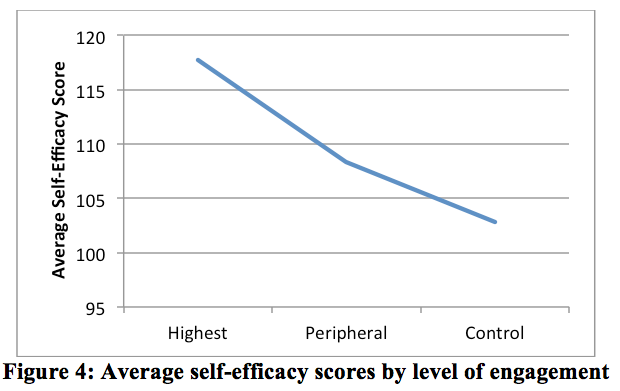 120
115
110
105
100
95
Average Self-Efficacy Score
Highest Peripheral Control
Figure 4: Average self-efficacy scores by level of engagement